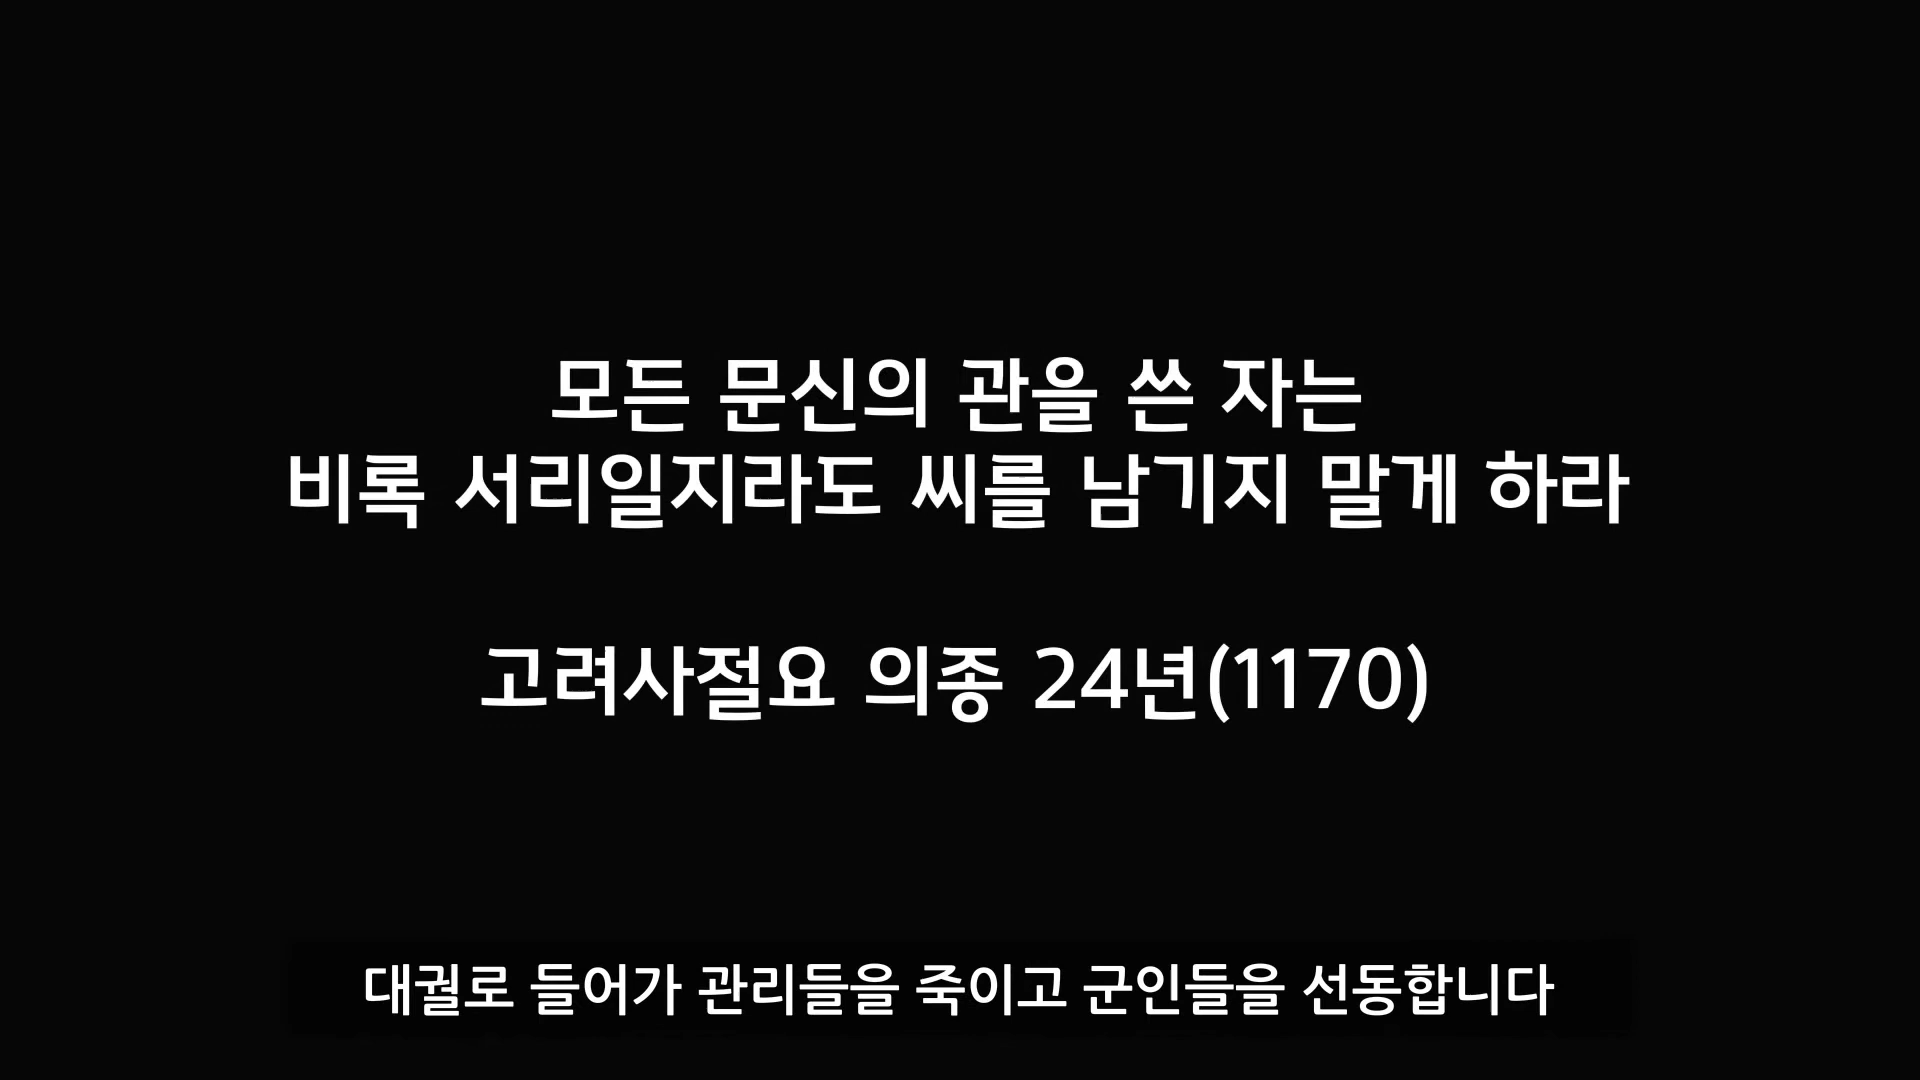 모든 문신의 관을 쓴 자는
비록 서리일지라도 씨를 남기지 말게 하라
고려사절요 의종 24년(1170)
대궐로 들어가 관리들을 죽이고 군인들을 선동합니다